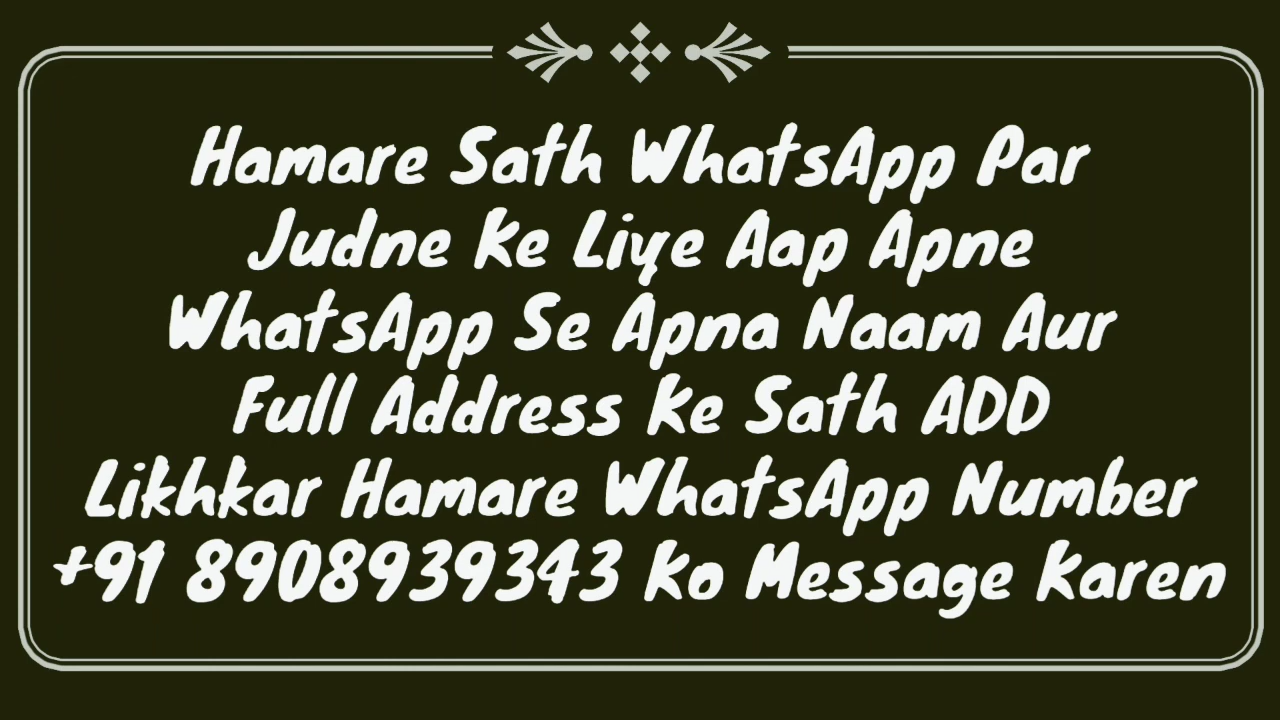 Hamare Sath WhatsApp Par
Judne Ke Liye Aap Apne
WhatsApp Se Apna Naam Aur
Full Address Ke Sath ADD
Likhkar Hamare WhatsApp Number
+91 8908939343 Ko Message Karen